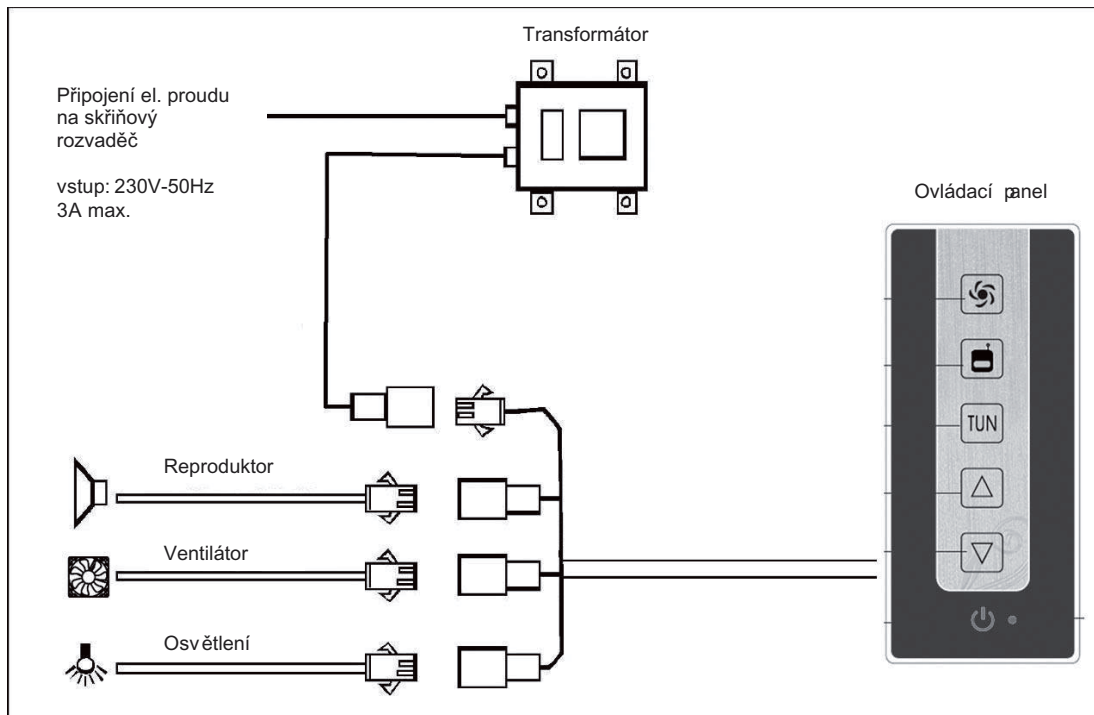 Transformátor
Připojení el. proudu
na skříňový
rozvaděč
vstup: 230V-50Hz
3A max.
Ovládací panel
TUN
Reproduktor
Ventilátor
Osvětlení